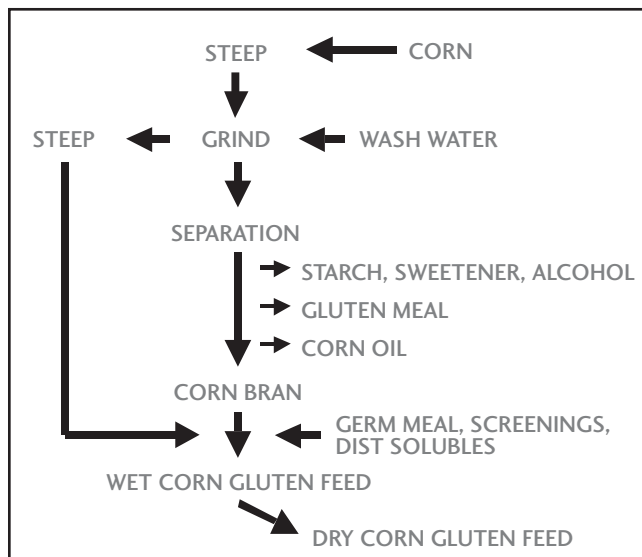 STEEP
CORN
STEEP
GRIND
WASH WATER
SEPARATION
STARCH, SWEETENER, ALCOHOL
GLUTEN MEAL
CORN OIL
CORN BRAN
GERM MEAL, SCREENINGS,
DIST SOLUBLES
WET CORN GLUTEN FEED
DRY CORN GLUTEN FEED